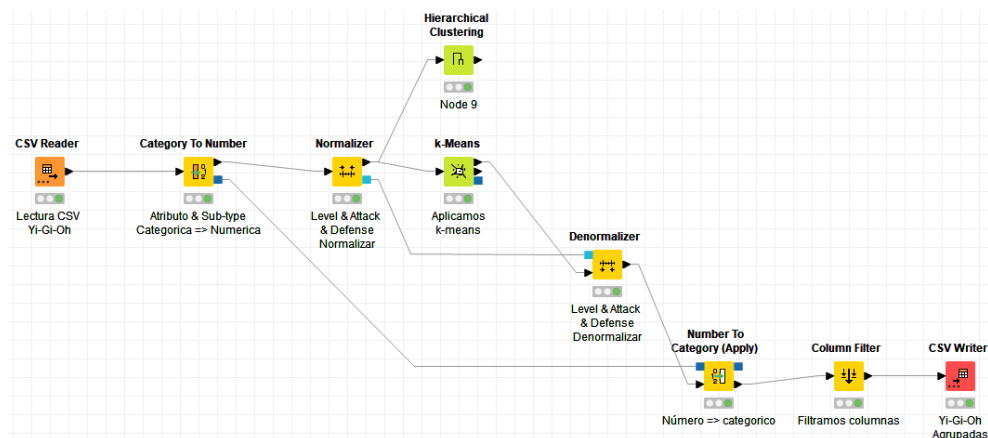 Hierarchical
Clustering
Node 9
CSV Reader
Lectura CSV
Yi-Gi-Oh
Category To Number
Atributo & Sub-type
Categorica => Numerica
Normalizer
Level & Attack
& Defense
Normalizar
k-Means
Aplicamos
k-means
Denormalizer
Level & Attack
& Defense
Denormalizar
Number To
Category (Apply)
Número => categorico
Column Filter
Filtramos columnas
CSV Writer
Yi-Gi-Oh
Agrupadas